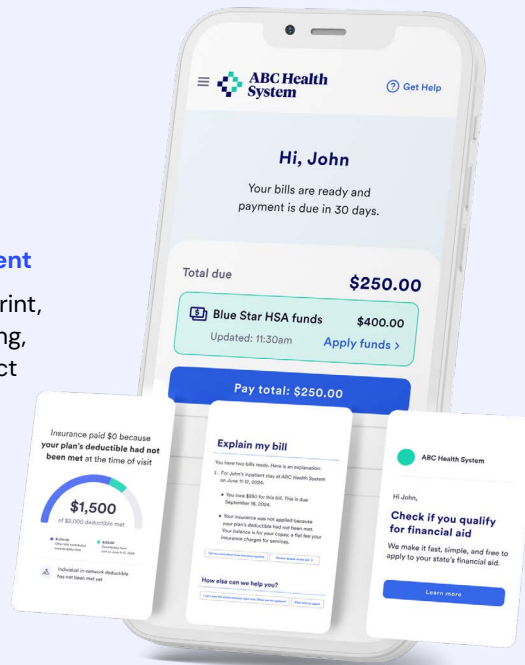 ent
rint,
ng,
ct
ABC Health
System
Get Help
Hi, John
Your bills are ready and
payment is due in 30 days.
Total due
$250.00
Blue Star HSA funds
$400.00
Updated: 11:30am
Apply funds >
Pay total: $250.00
Insurance paid $0 because
your plan's deductible had not
been met at the time of visit
$1,500
of $2,000 deductible met
Individual in-network deductible
has not been met yet
Explain my bill
You have two bills ready. Here is an explanation:
1. For John's inpatient stay at ABC Health System
on June 11-12, 2024:
• You owe $250 for this bill. This is due
September 18, 2024.
• Your insurance was not applied because
your plan's deductible had not been met.
Your balance is for your copay, a flat fee your
insurance charges for services.
How else can we help you?
ABC Health System
Hi John,
Check if you qualify
for financial aid
We make it fast, simple, and free to
apply to your state's financial aid.
Learn more